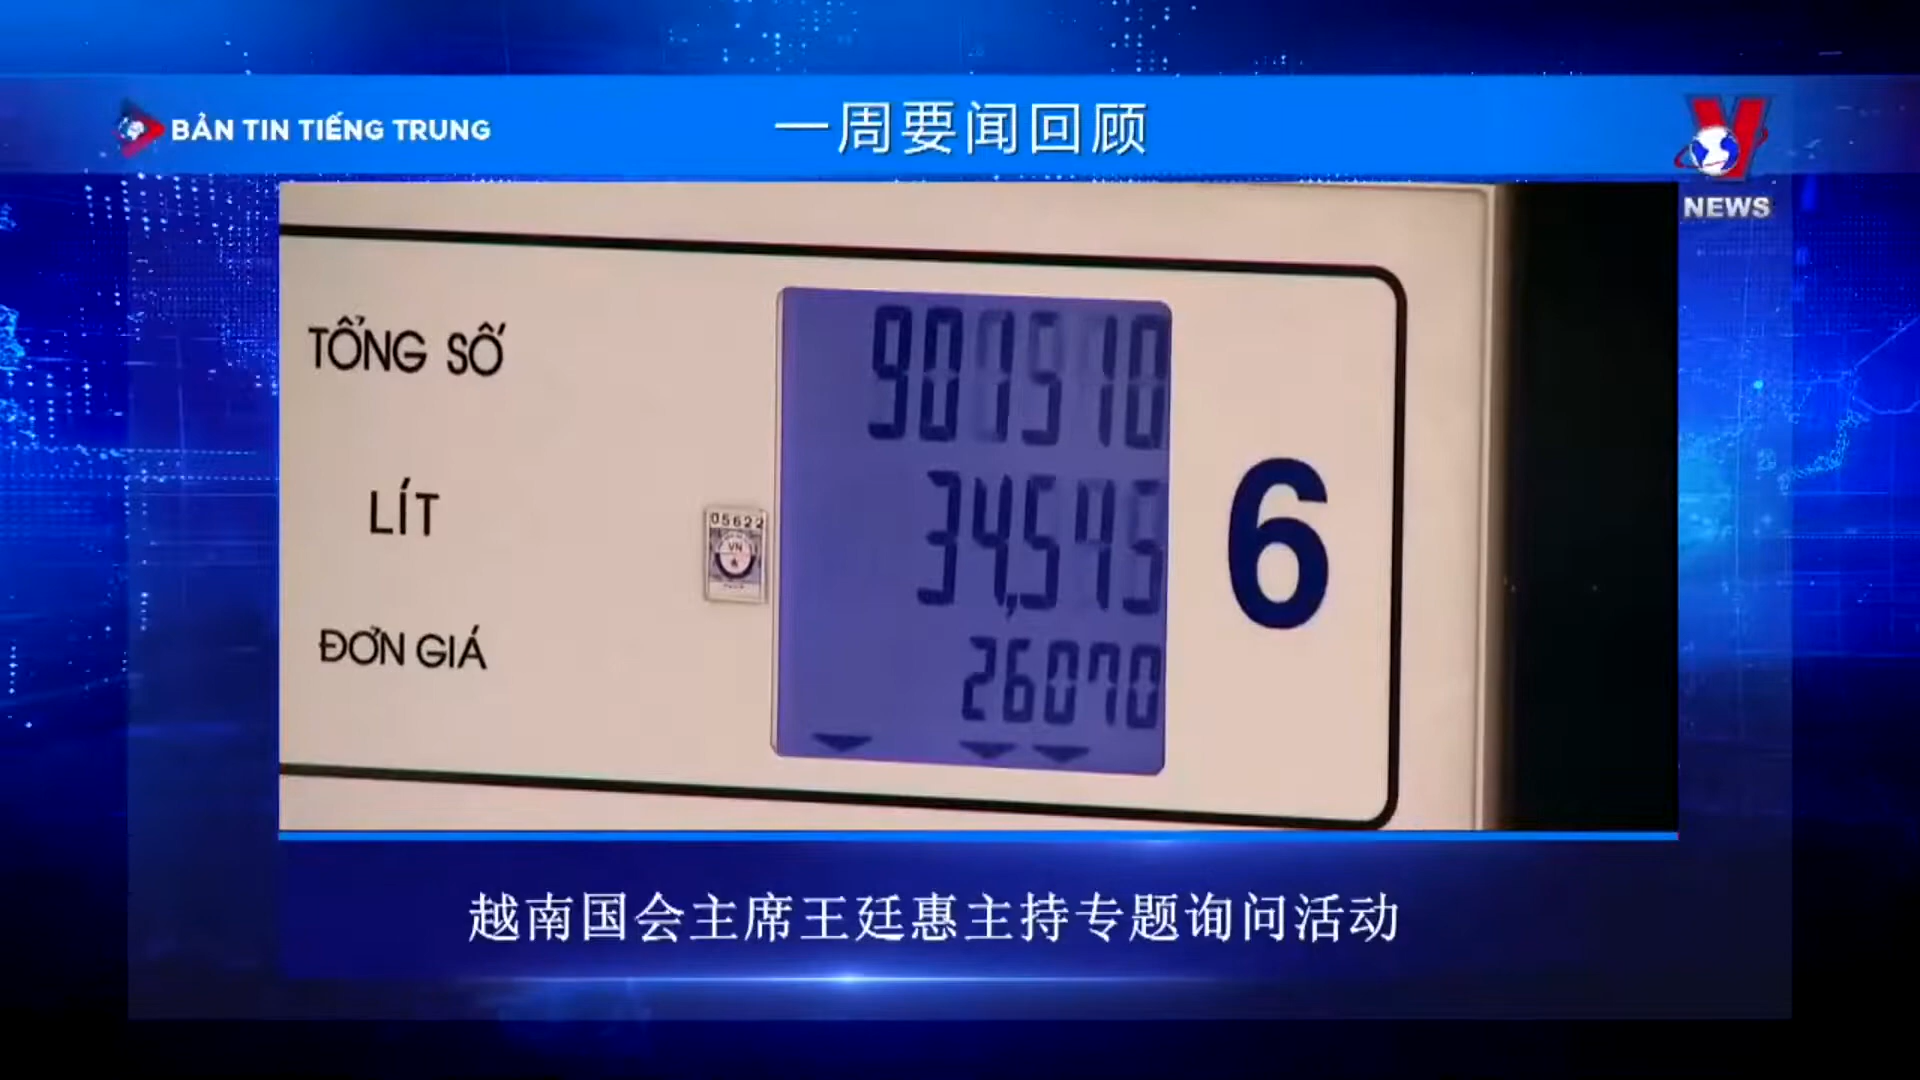 BẢN TIN TIẾNG TRUNG
一周要闻回顾
NEWS
TỔNG SỐ
901510
LÍT
34,575
05622
VN
ĐƠN GIÁ
26070
6
越南国会主席王廷惠主持专题询问活动